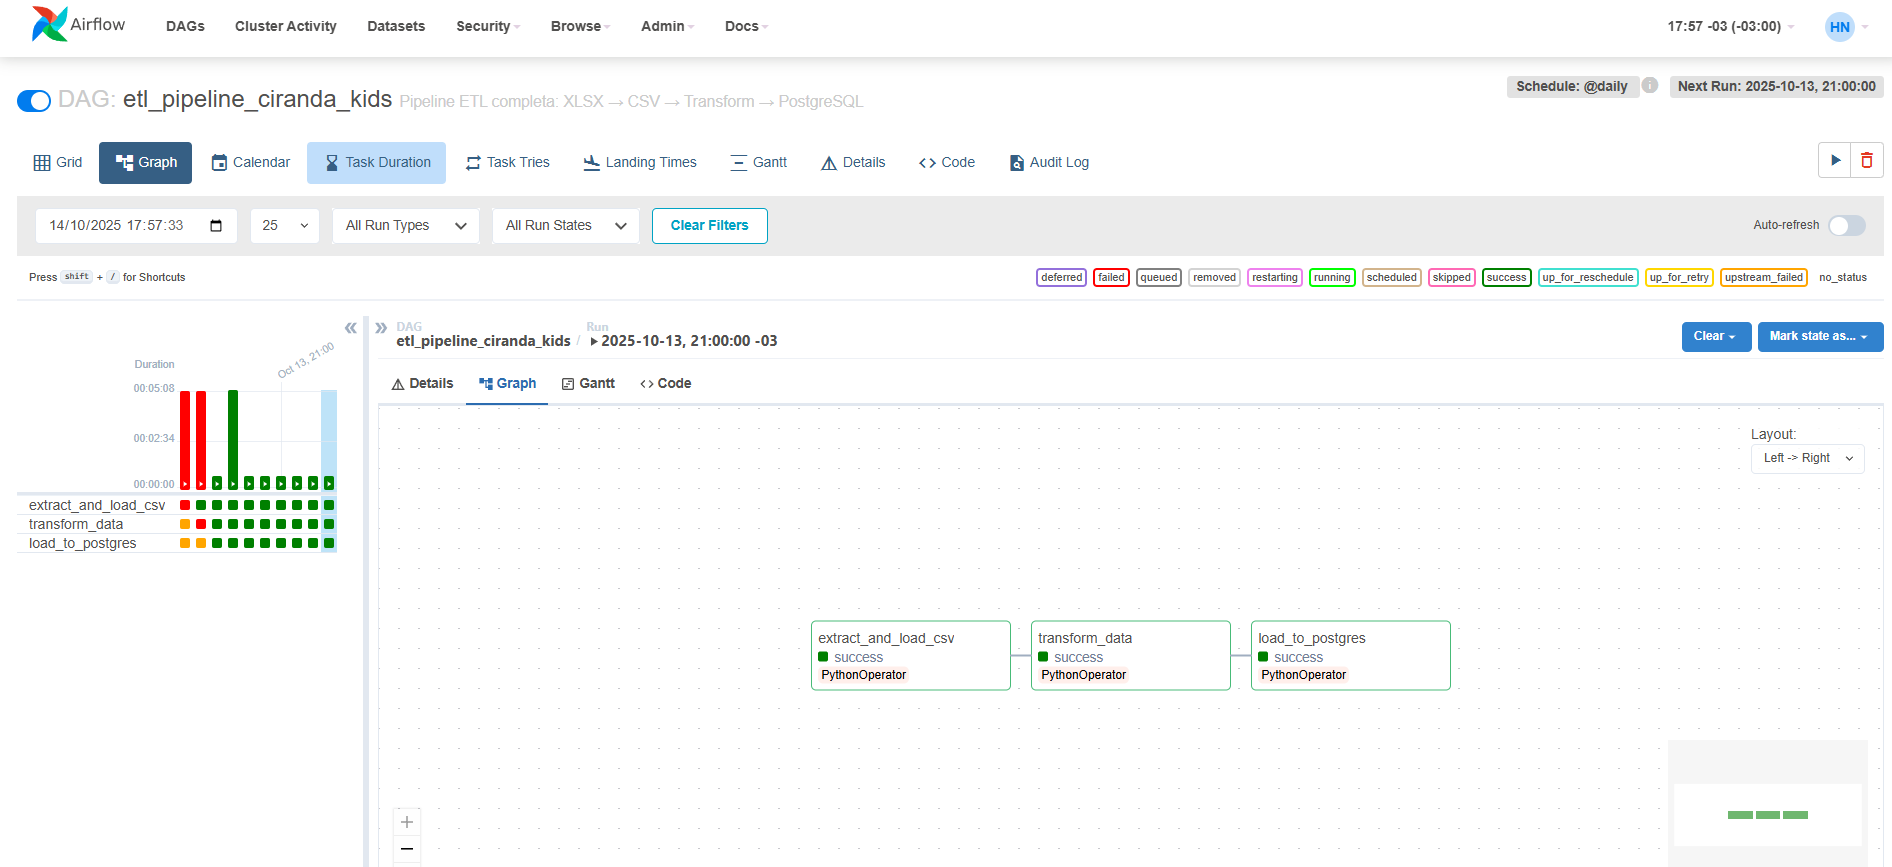 Airflow
DAGs Cluster Activity Datasets Security Browse Admin Docs
17:57 -03 (-03:00) HN
DAG: etl_pipeline_ciranda_kids Pipeline ETL completa: XLSX → CSV → Transform → PostgreSQL
Schedule: @daily i Next Run: 2025-10-13, 21:00:00
Grid Graph Calendar Task Duration Task Tries Landing Times Gantt Details Code Audit Log
14/10/2025 17:57:33 25 All Run Types All Run States Clear Filters
Auto-refresh
Press shift + / for Shortcuts
deferred failed queued removed restarting running scheduled skipped success up_for_reschedule up_for_retry upstream_failed no_status
Oct 13, 21:00
Duration
00:05:08
00:02:34
00:00:00
extract_and_load_csv
transform_data
load_to_postgres
DAG Run
etl_pipeline_ciranda_kids / 2025-10-13, 21:00:00 -03
Clear Mark state as...
Details Graph Gantt Code
Layout:
Left -> Right
extract_and_load_csv
success
PythonOperator
transform_data
success
PythonOperator
load_to_postgres
success
PythonOperator